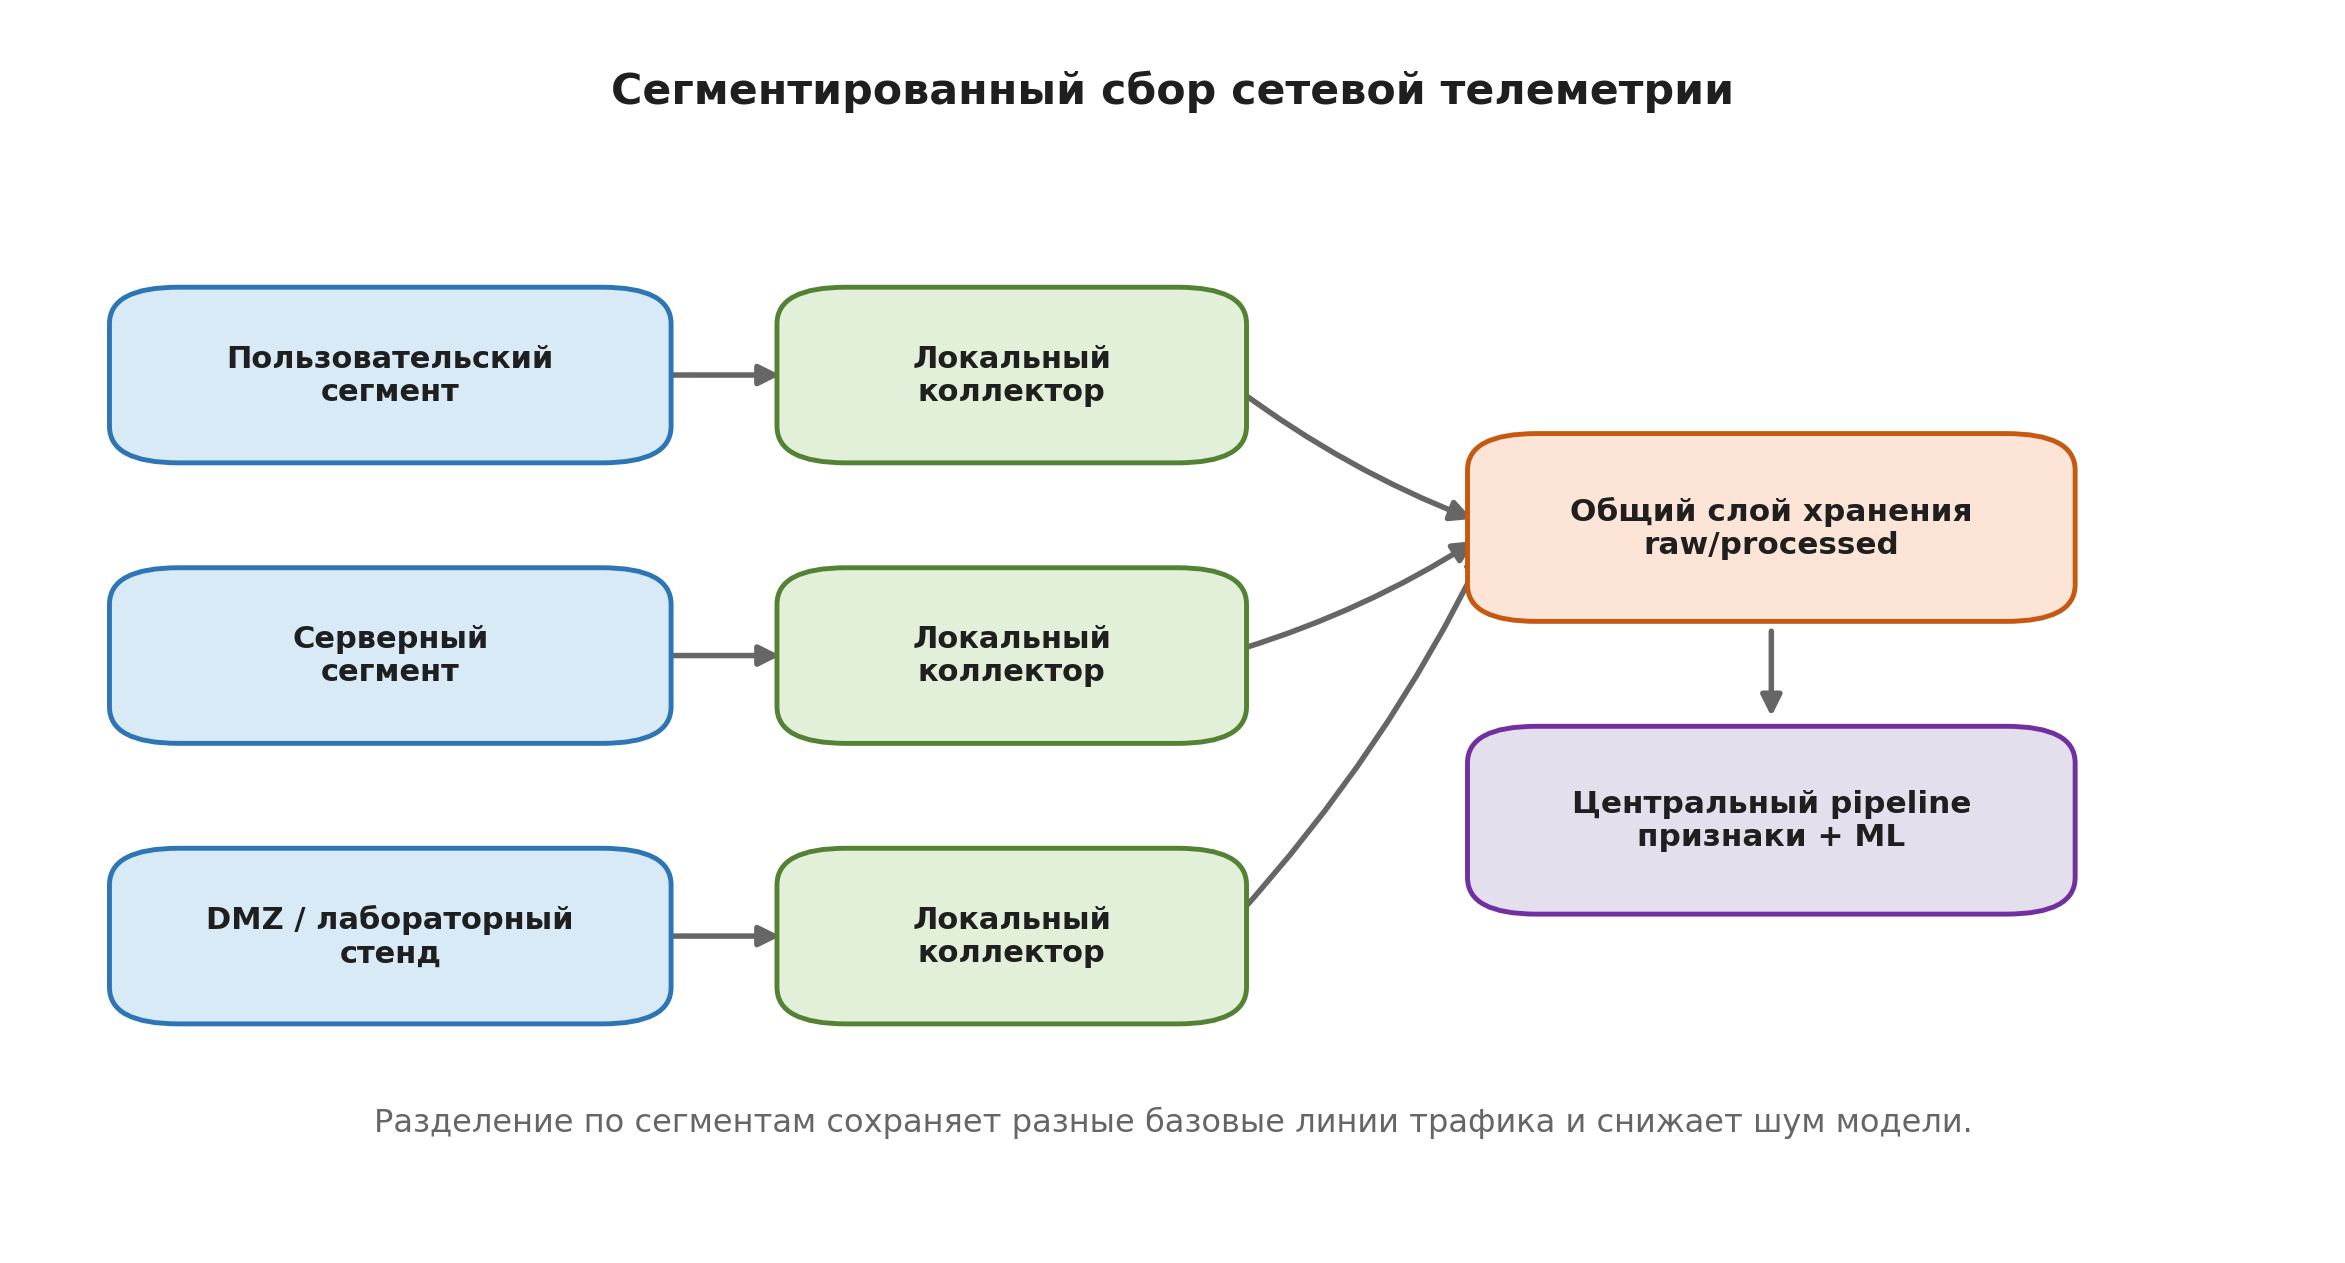 Сегментированный сбор сетевой телеметрии
Пользовательский
сегмент
Локальный
коллектор
Общий слой хранения
raw/processed
Серверный
сегмент
Локальный
коллектор
Центральный pipeline
признаки + ML
DMZ / лабораторный
стенд
Локальный
коллектор
Разделение по сегментам сохраняет разные базовые линии трафика и снижает шум модели.